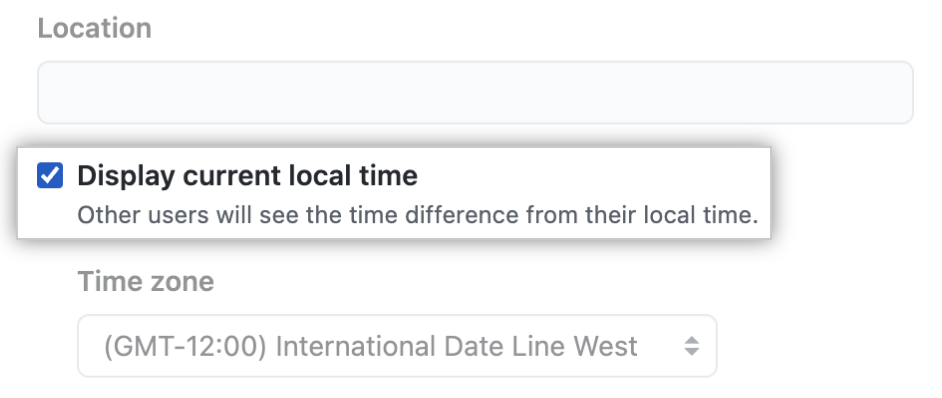 Location
Display current local time
Other users will see the time difference from their local time.
Time zone
(GMT-12:00) International Date Line West